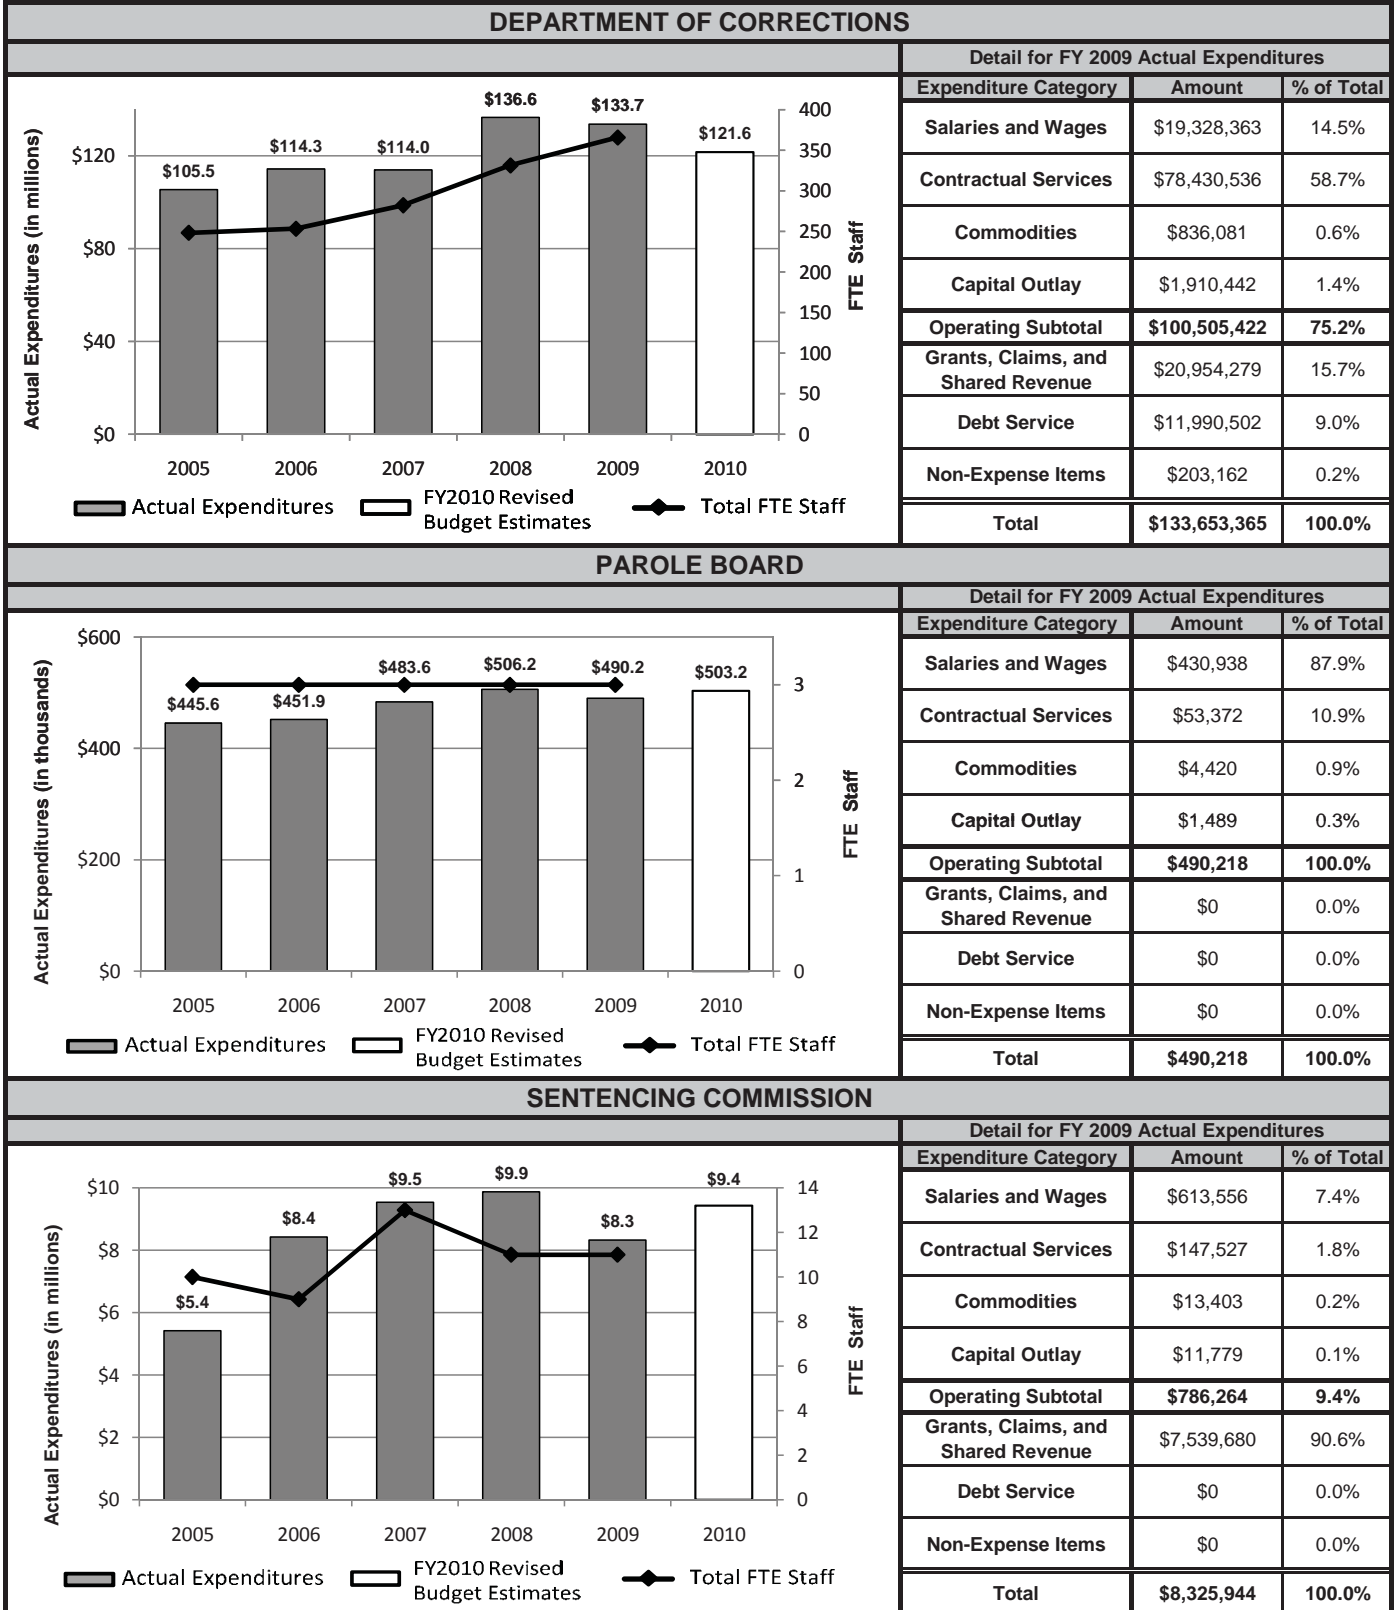 DEPARTMENT OF CORRECTIONS
Detail for FY 2009 Actual Expenditures
Expenditure Category Amount % of Total
Salaries and Wages $19,328,363 14.5%
Contractual Services $78,430,536 58.7%
Commodities $836,081 0.6%
Capital Outlay $1,910,442 1.4%
Operating Subtotal $100,505,422 75.2%
Grants, Claims, and
Shared Revenue $20,954,279 15.7%
Debt Service $11,990,502 9.0%
Non-Expense Items $203,162 0.2%
Total $133,653,365 100.0%
Actual Expenditures (in millions)
$120
$80
$40
$0
$105.5
$114.3
$114.0
$136.6
$133.7
$121.6
400
350
300
250
200
150
100
50
0
FTE Staff
2005 2006 2007 2008 2009 2010
Actual Expenditures
FY2010 Revised
Budget Estimates
Total FTE Staff
PAROLE BOARD
Detail for FY 2009 Actual Expenditures
Expenditure Category Amount % of Total
Salaries and Wages $430,938 87.9%
Contractual Services $53,372 10.9%
Commodities $4,420 0.9%
Capital Outlay $1,489 0.3%
Operating Subtotal $490,218 100.0%
Grants, Claims, and
Shared Revenue $0 0.0%
Debt Service $0 0.0%
Non-Expense Items $0 0.0%
Total $490,218 100.0%
Actual Expenditures (in thousands)
$600
$400
$200
$0
$445.6
$451.9
$483.6
$506.2
$490.2
$503.2
3
2
1
0
FTE Staff
2005 2006 2007 2008 2009 2010
Actual Expenditures
FY2010 Revised
Budget Estimates
Total FTE Staff
SENTENCING COMMISSION
Detail for FY 2009 Actual Expenditures
Expenditure Category Amount % of Total
Salaries and Wages $613,556 7.4%
Contractual Services $147,527 1.8%
Commodities $13,403 0.2%
Capital Outlay $11,779 0.1%
Operating Subtotal $786,264 9.4%
Grants, Claims, and
Shared Revenue $7,539,680 90.6%
Debt Service $0 0.0%
Non-Expense Items $0 0.0%
Total $8,325,944 100.0%
Actual Expenditures (in millions)
$10
$8
$6
$4
$2
$0
$5.4
$8.4
$9.5
$9.9
$8.3
$9.4
14
12
10
8
6
4
2
0
FTE Staff
2005 2006 2007 2008 2009 2010
Actual Expenditures
FY2010 Revised
Budget Estimates
Total FTE Staff